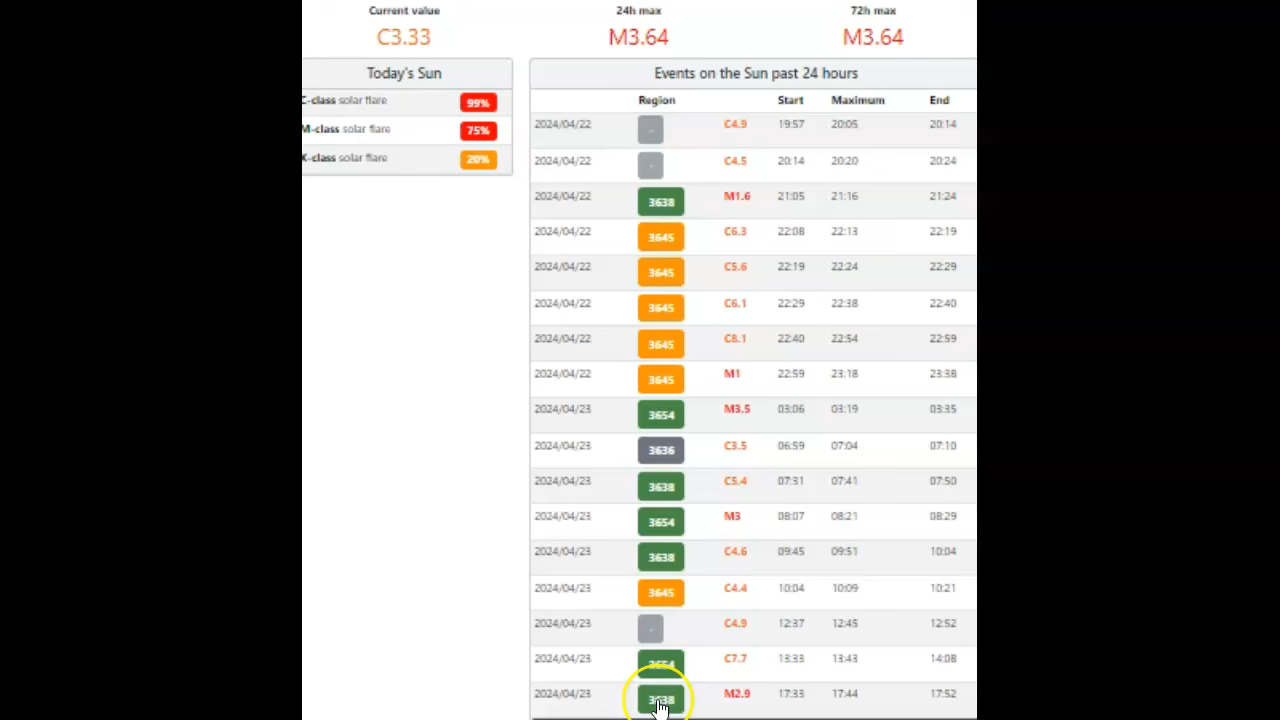 Current value 24h max 72h max
C3.33 M3.64 M3.64
Today's Sun Events on the Sun past 24 hours
C-class solar flare 99%
M-class solar flare 75%
X-class solar flare 20%
Region Start Maximum End
2024/04/22 - C4.9 19:57 20:05 20:14
2024/04/22 - C4.5 20:14 20:20 20:24
2024/04/22 3638 M1.6 21:05 21:16 21:24
2024/04/22 3645 C6.3 22:08 22:13 22:19
2024/04/22 3645 C5.6 22:19 22:24 22:29
2024/04/22 3645 C6.1 22:29 22:38 22:40
2024/04/22 3645 C8.1 22:40 22:54 22:59
2024/04/22 3645 M1 22:59 23:18 23:38
2024/04/23 3654 M3.5 03:06 03:19 03:35
2024/04/23 3636 C3.5 06:59 07:04 07:10
2024/04/23 3638 C5.4 07:31 07:41 07:50
2024/04/23 3654 M3 08:07 08:21 08:29
2024/04/23 3638 C4.6 09:45 09:51 10:04
2024/04/23 3645 C4.4 10:04 10:09 10:21
2024/04/23 - C4.9 12:37 12:45 12:52
2024/04/23 3654 C7.7 13:33 13:43 14:08
2024/04/23 3638 M2.9 17:33 17:44 17:52